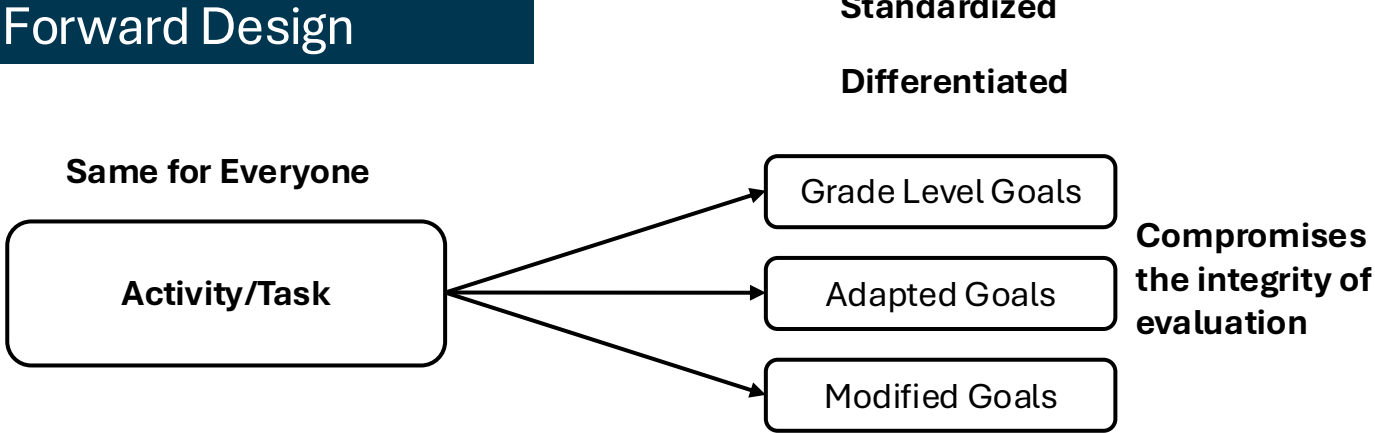 Forward Design
Standardized
Differentiated
Same for Everyone
Activity/Task
Grade Level Goals
Adapted Goals
Modified Goals
Compromises
the integrity of
evaluation